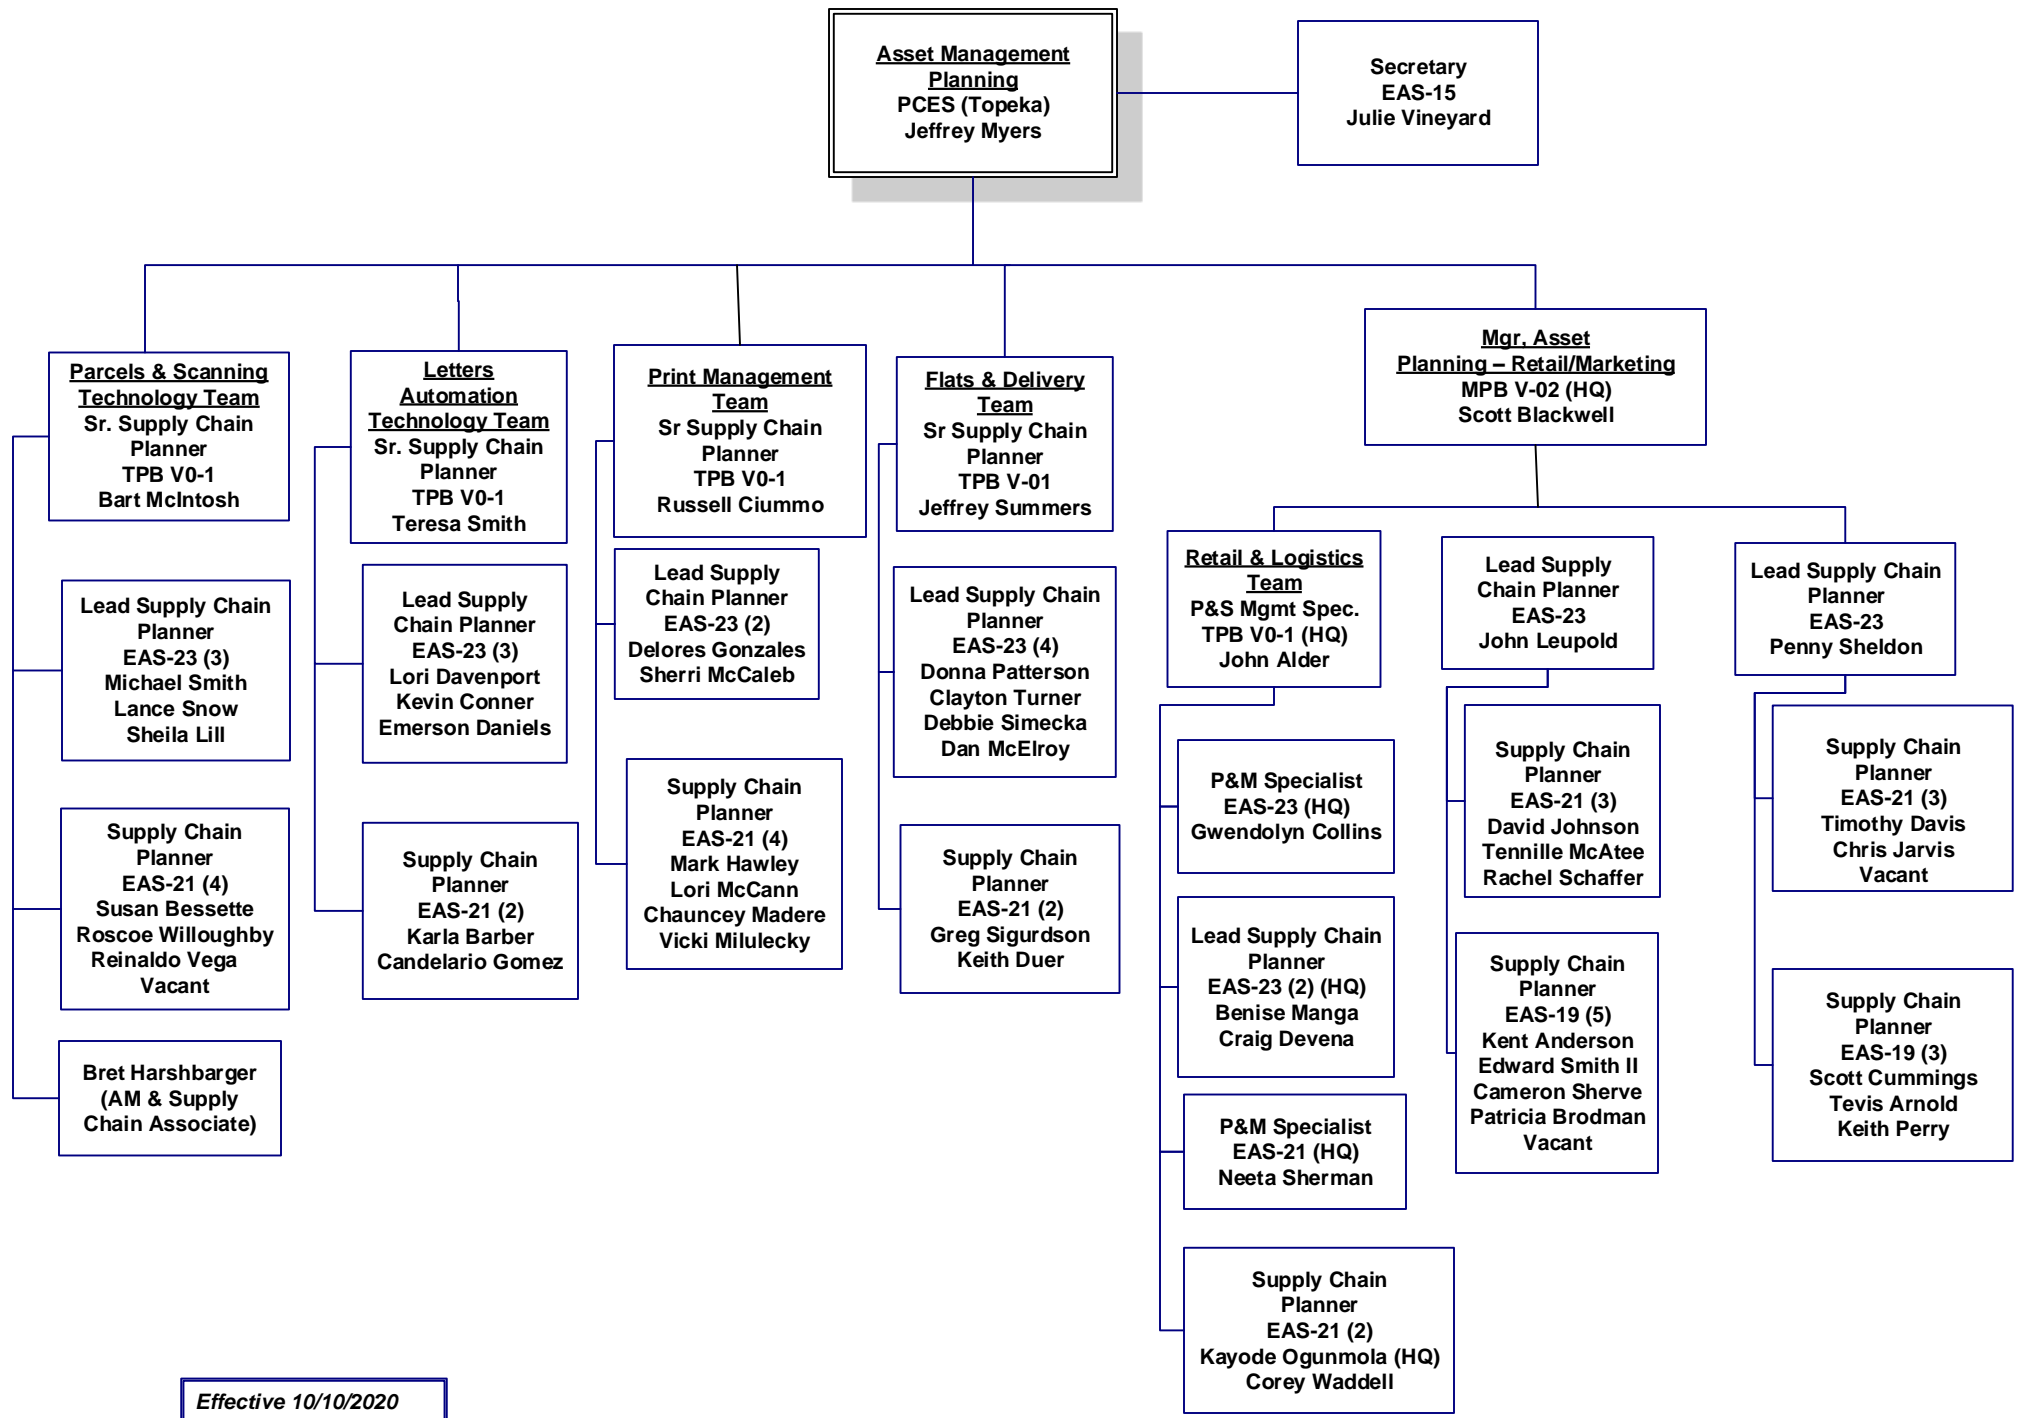 Asset Management
Planning
PCES (Topeka)
Jeffrey Myers
Secretary
EAS-15
Julie Vineyard
Parcels & Scanning
Technology Team
Sr. Supply Chain
Planner
TPB V0-1
Bart McIntosh
Lead Supply Chain
Planner
EAS-23 (3)
Michael Smith
Lance Snow
Sheila Lill
Supply Chain
Planner
EAS-21 (4)
Susan Bessette
Roscoe Willoughby
Reinaldo Vega
Vacant
Bret Harshbarger
(AM & Supply
Chain Associate)
Letters
Automation
Technology Team
Sr. Supply Chain
Planner
TPB V0-1
Teresa Smith
Lead Supply
Chain Planner
EAS-23 (3)
Lori Davenport
Kevin Conner
Emerson Daniels
Supply Chain
Planner
EAS-21 (2)
Karla Barber
Candelario Gomez
Print Management
Team
Sr Supply Chain
Planner
TPB V0-1
Russell Ciummo
Lead Supply
Chain Planner
EAS-23 (2)
Delores Gonzales
Sherri McCaleb
Supply Chain
Planner
EAS-21 (4)
Mark Hawley
Lori McCann
Chauncey Madere
Vicki Milulecky
Flats & Delivery
Team
Sr Supply Chain
Planner
TPB V-01
Jeffrey Summers
Lead Supply Chain
Planner
EAS-23 (4)
Donna Patterson
Clayton Turner
Debbie Simecka
Dan McElroy
Supply Chain
Planner
EAS-21 (2)
Greg Sigurdson
Keith Duer
Mgr, Asset
Planning – Retail/Marketing
MPB V-02 (HQ)
Scott Blackwell
Retail & Logistics
Team
P&S Mgmt Spec.
TPB V0-1 (HQ)
John Alder
P&M Specialist
EAS-23 (HQ)
Gwendolyn Collins
Lead Supply Chain
Planner
EAS-23 (2) (HQ)
Benise Manga
Craig Devena
P&M Specialist
EAS-21 (HQ)
Neeta Sherman
Supply Chain
Planner
EAS-21 (2)
Kayode Ogunmola (HQ)
Corey Waddell
Lead Supply
Chain Planner
EAS-23
John Leupold
Supply Chain
Planner
EAS-21 (3)
David Johnson
Tennille McAtee
Rachel Schaffer
Supply Chain
Planner
EAS-19 (5)
Kent Anderson
Edward Smith II
Cameron Sherve
Patricia Brodman
Vacant
Lead Supply Chain
Planner
EAS-23
Penny Sheldon
Supply Chain
Planner
EAS-21 (3)
Timothy Davis
Chris Jarvis
Vacant
Supply Chain
Planner
EAS-19 (3)
Scott Cummings
Tevis Arnold
Keith Perry
Effective 10/10/2020